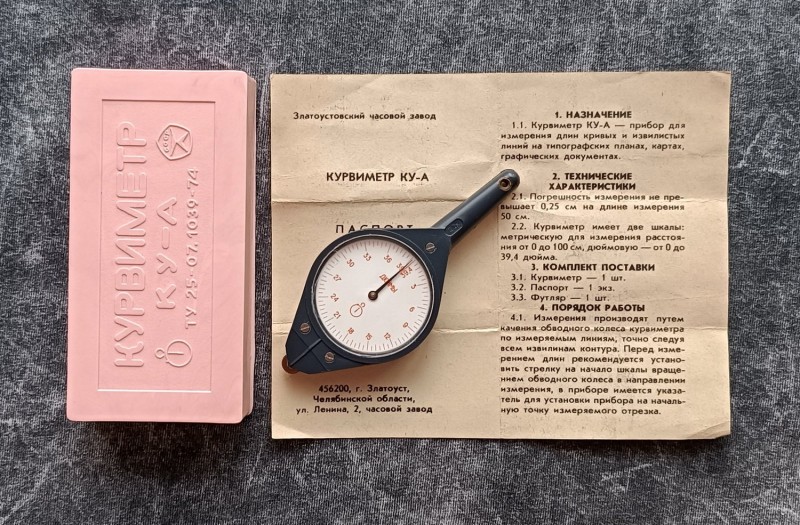 КУРВИМЕТР
КУ-А
ТУ 25-07.1039-74
Златоустовский часовой завод
КУРВИМЕТР КУ-А
ПАСПОРТ
456200, г. Златоуст,
Челябинской области,
ул. Ленина, 2, часовой завод
1. НАЗНАЧЕНИЕ
1.1. Курвиметр КУ-А — прибор для
измерения длин кривых и извилистых
линий на типографских планах, картах,
графических документах.
2. ТЕХНИЧЕСКИЕ
ХАРАКТЕРИСТИКИ
2.1. Погрешность измерения не пре-
вышает 0,25 см на длине измерения
50 см.
2.2. Курвиметр имеет две шкалы:
метрическую для измерения расстоя-
ния от 0 до 100 см, дюймовую — от 0 до
39,4 дюйма.
3. КОМПЛЕКТ ПОСТАВКИ
3.1. Курвиметр — 1 шт.
3.2. Паспорт — 1 экз.
3.3. Футляр — 1 шт.
4. ПОРЯДОК РАБОТЫ
4.1. Измерения производят путем
качения обводного колеса курвиметра
по измеряемым линиям; точно следуя
всем извилинам контура. Перед изме-
рением длин рекомендуется устано-
вить стрелку на начало шкалы враще-
нием обводного колеса в направлении
измерения, в приборе имеется указа-
тель для установки прибора на началь-
ную точку измеряемого отрезка.